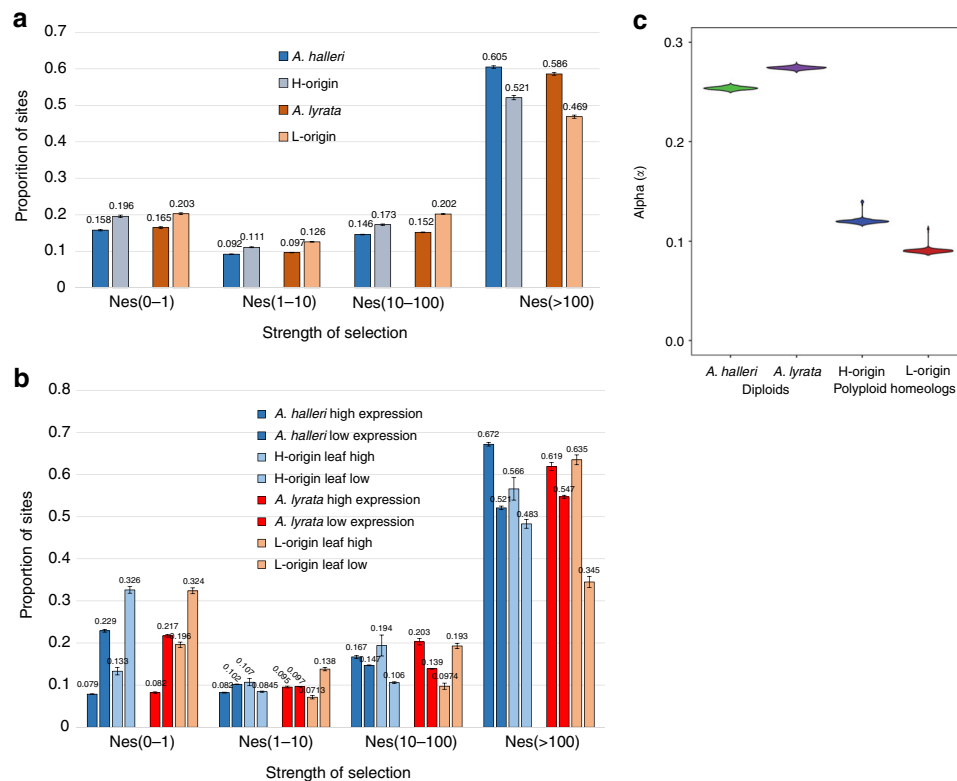 a
0.7
0.6
0.5
0.4
0.3
0.2
0.1
0
Proporition of sites
A. halleri
H-origin
A. lyrata
L-origin
0.158
0.196
0.165
0.203
0.092
0.111
0.097
0.126
0.146
0.173
0.152
0.202
0.605
0.521
0.586
0.469
Nes(0–1)
Nes(1–10)
Nes(10–100)
Nes(>100)
Strength of selection
b
0.8
0.7
0.6
0.5
0.4
0.3
0.2
0.1
0
Proportion of sites
A. halleri high expression
A. halleri low expression
H-origin leaf high
H-origin leaf low
A. lyrata high expression
A. lyrata low expression
L-origin leaf high
L-origin leaf low
0.079
0.229
0.133
0.326
0.082
0.217
0.196
0.324
0.102
0.107
0.0845
0.095
0.097
0.0713
0.138
0.167
0.147
0.194
0.106
0.203
0.139
0.0974
0.193
0.672
0.521
0.566
0.483
0.619
0.547
0.635
0.345
Nes(0–1)
Nes(1–10)
Nes(10–100)
Nes(>100)
Strength of selection
c
0.3
0.1
0.0
Alpha (α)
A. halleri A. lyrata H-origin L-origin
Diploids Polyploid homeologs